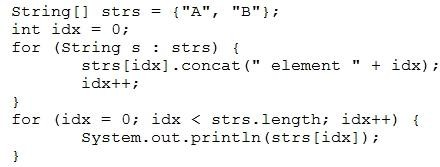 String[] strs = {"A", "B"};
int idx = 0;
for (String s : strs) {
        strs[idx].concat(" element " + idx);
        idx++;
}
for (idx = 0; idx < strs.length; idx++) {
        System.out.println(strs[idx]);
}